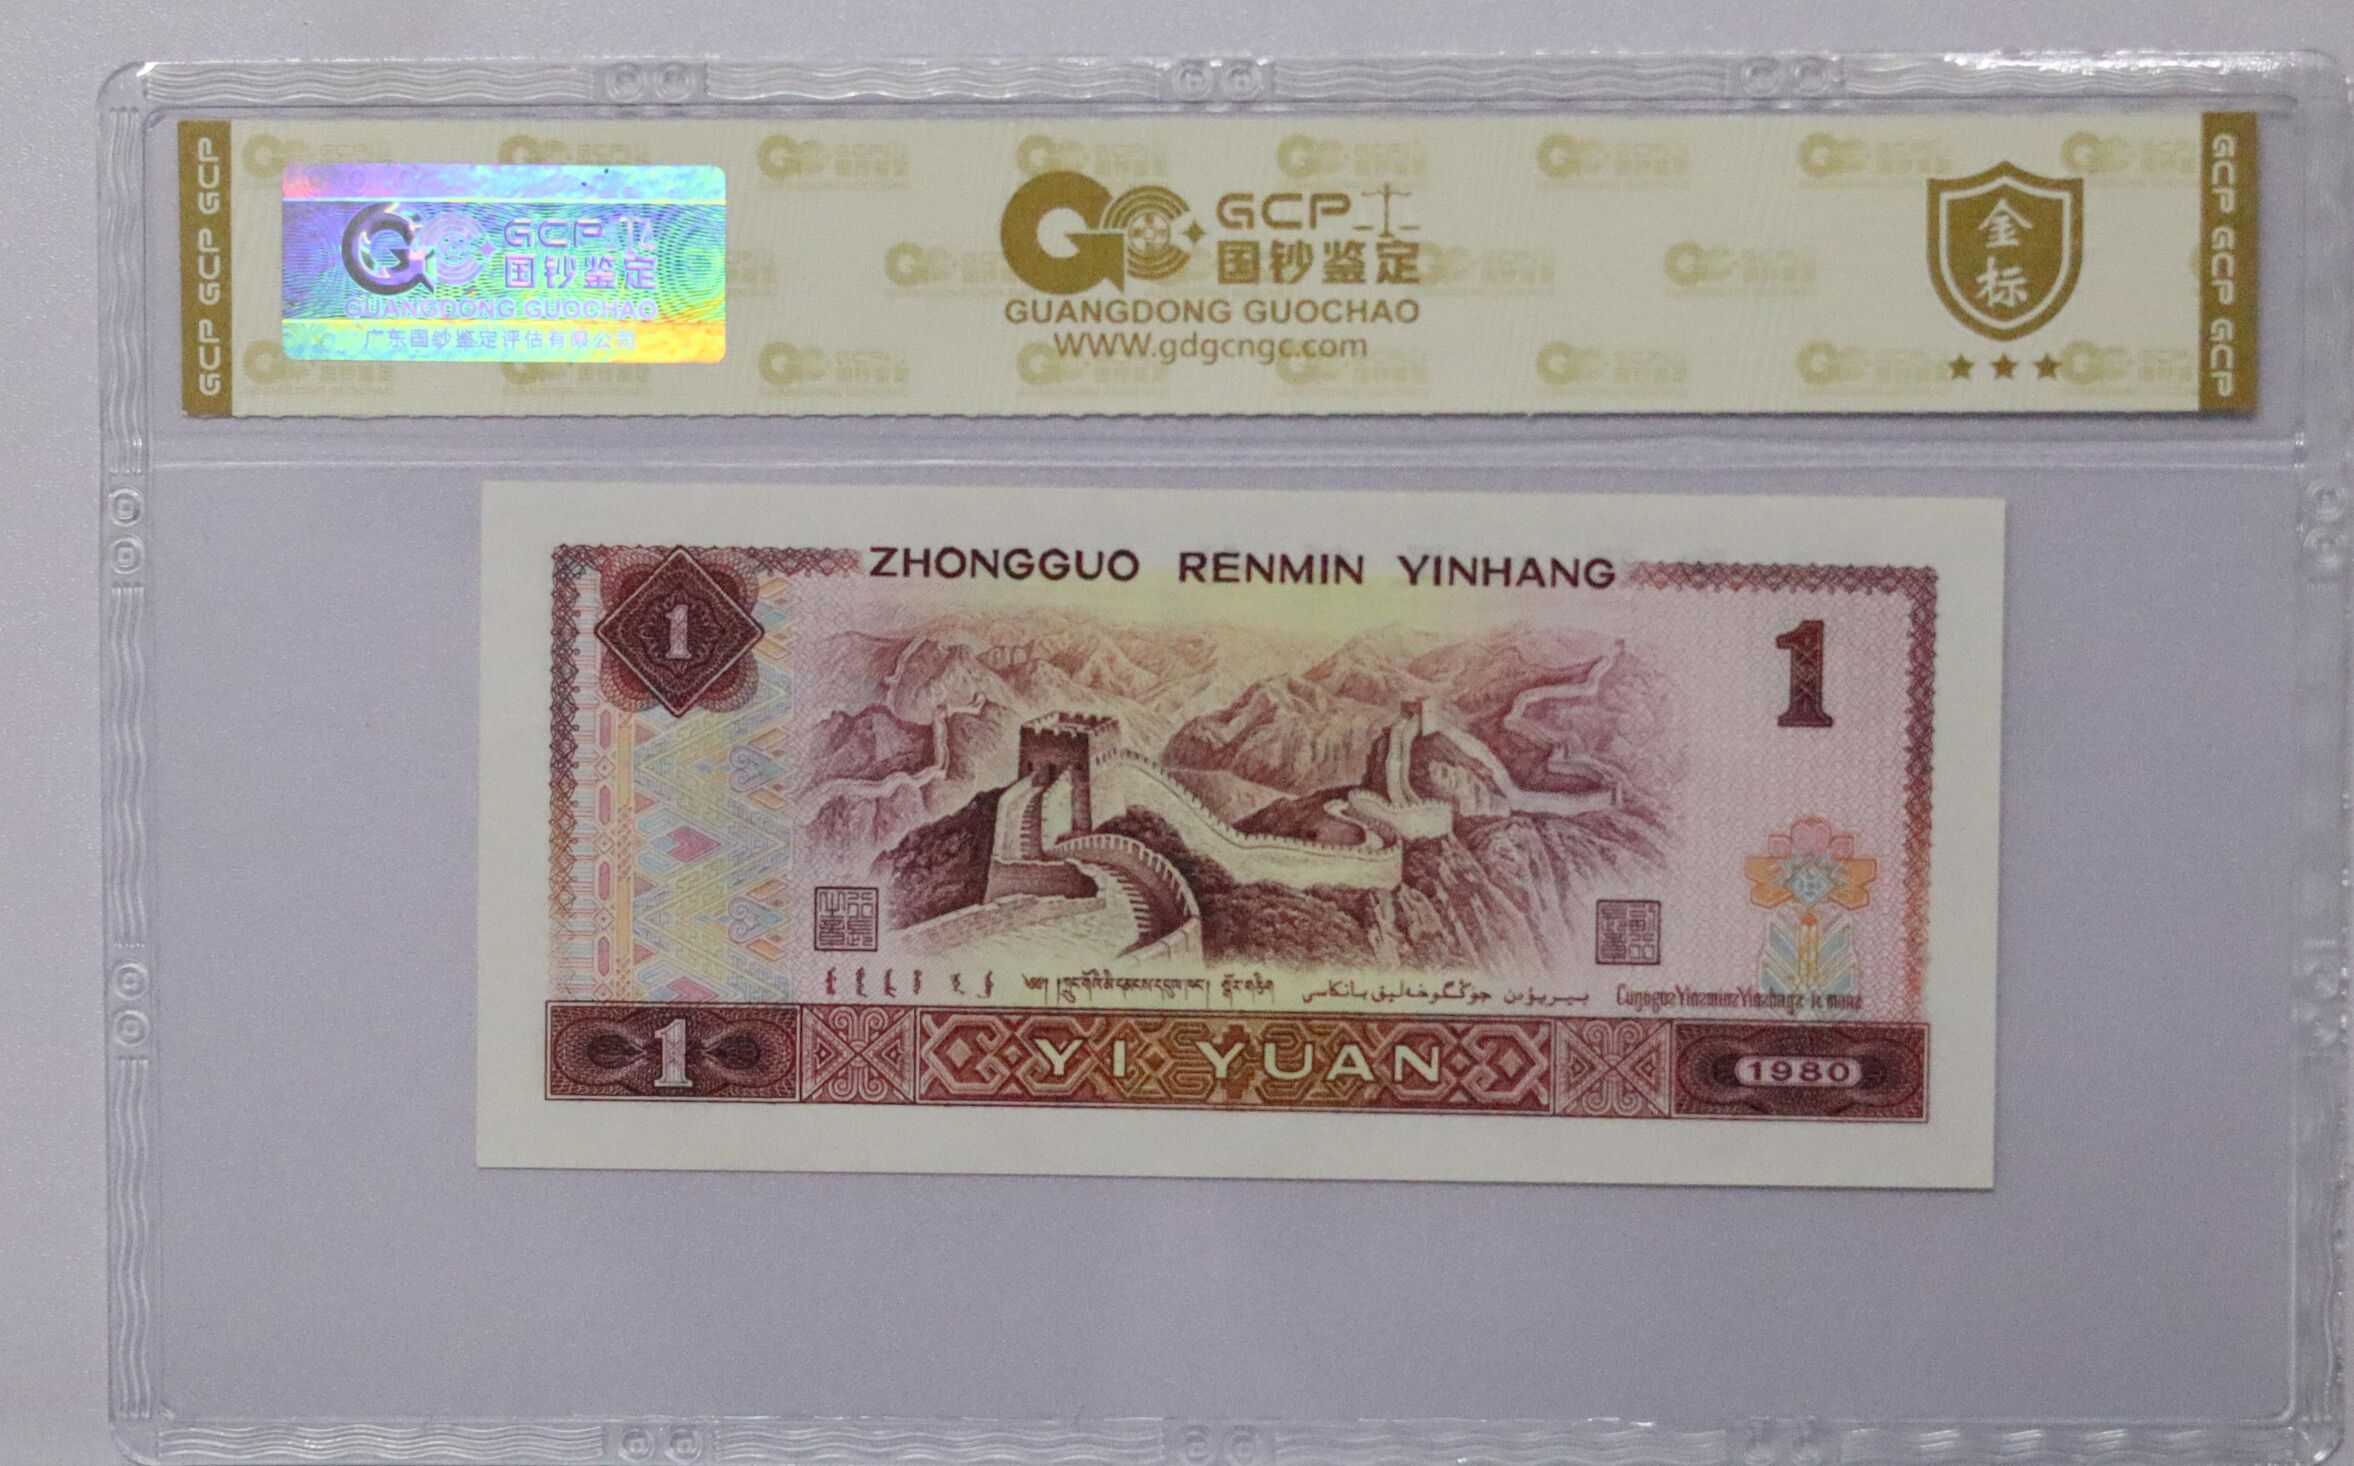 GCP GCP GCP
GCP
国钞鉴定
GUANGDONG GUOCHAO
广东国钞鉴定评估有限公司
GCP
国钞鉴定
GUANGDONG GUOCHAO
www.gdgcngc.com
金标
GCP GCP GCP
ZHONGGUO RENMIN YINHANG
1
1
1
YI YUAN
1980